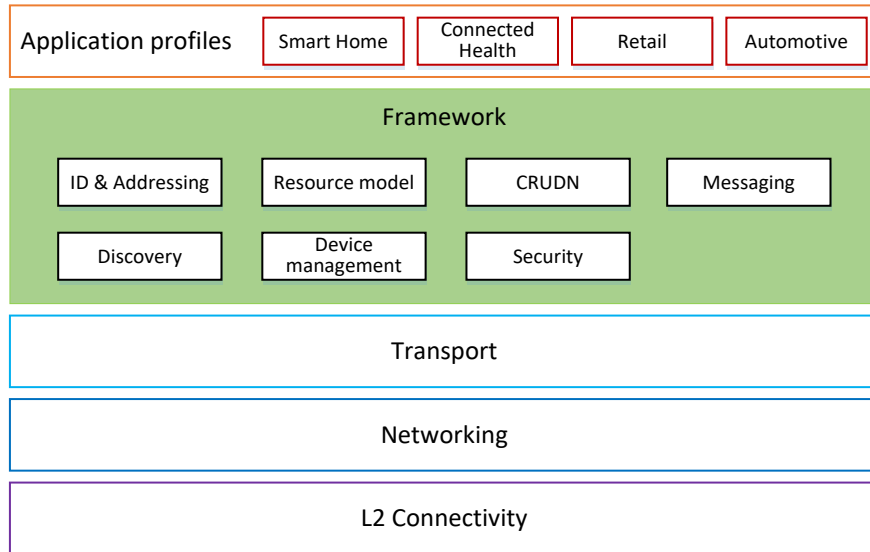 Application profiles
Smart Home
Connected
Health
Retail
Automotive
Framework
ID & Addressing
Resource model
CRUDN
Messaging
Discovery
Device
management
Security
Transport
Networking
L2 Connectivity